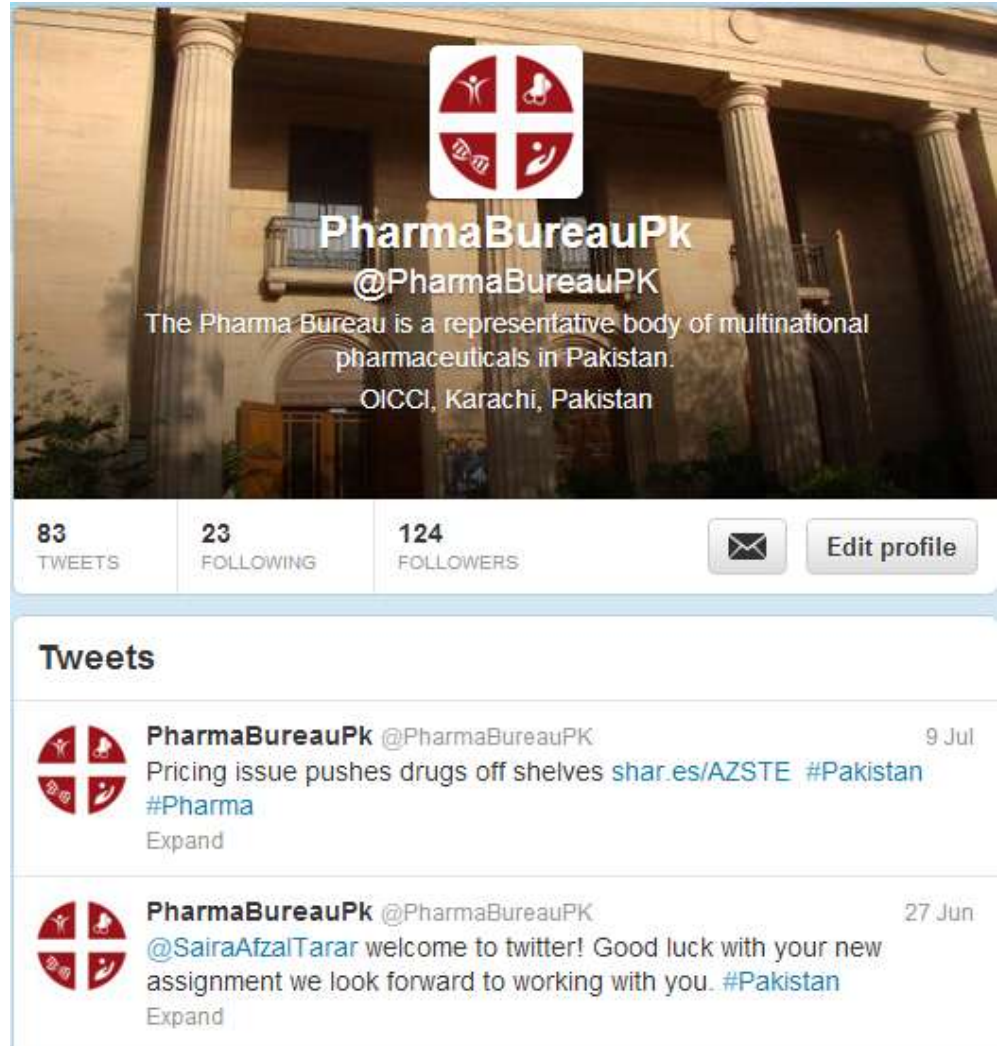 PharmaBureauPk
@PharmaBureauPK
The Pharma Bureau is a representative body of multinational
pharmaceuticals in Pakistan.
OICCI, Karachi, Pakistan
83
TWEETS
23
FOLLOWING
124
FOLLOWERS
Edit profile
Tweets
PharmaBureauPk @PharmaBureauPK 9 Jul
Pricing issue pushes drugs off shelves shar.es/AZSTE #Pakistan
#Pharma
Expand
PharmaBureauPk @PharmaBureauPK 27 Jun
@SairaAfzalTarar welcome to twitter! Good luck with your new
assignment we look forward to working with you. #Pakistan
Expand